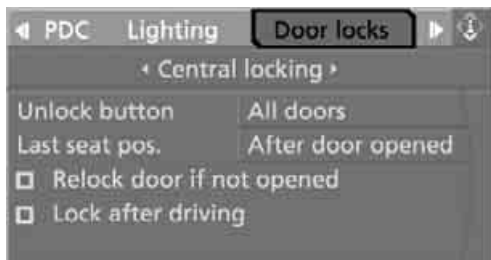 PDC Lighting Door locks
Central locking
Unlock button All doors
Last seat pos. After door opened
Relock door if not opened
Lock after driving